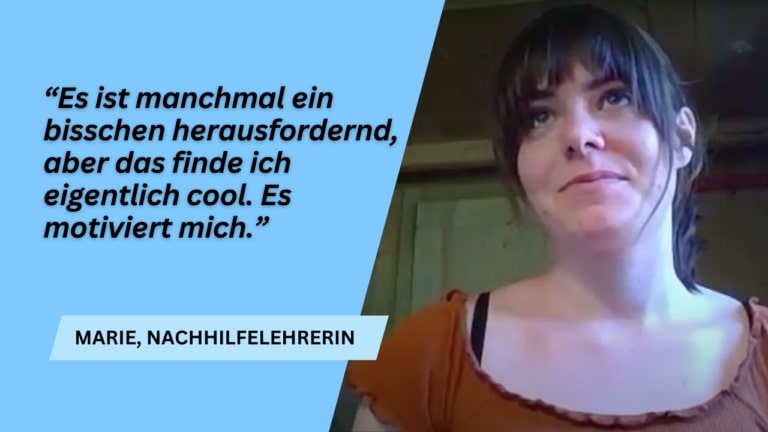 “Es ist manchmal ein
bisschen herausfordernd,
aber das finde ich
eigentlich cool. Es
motiviert mich.”
MARIE, NACHHILFELEHRERIN